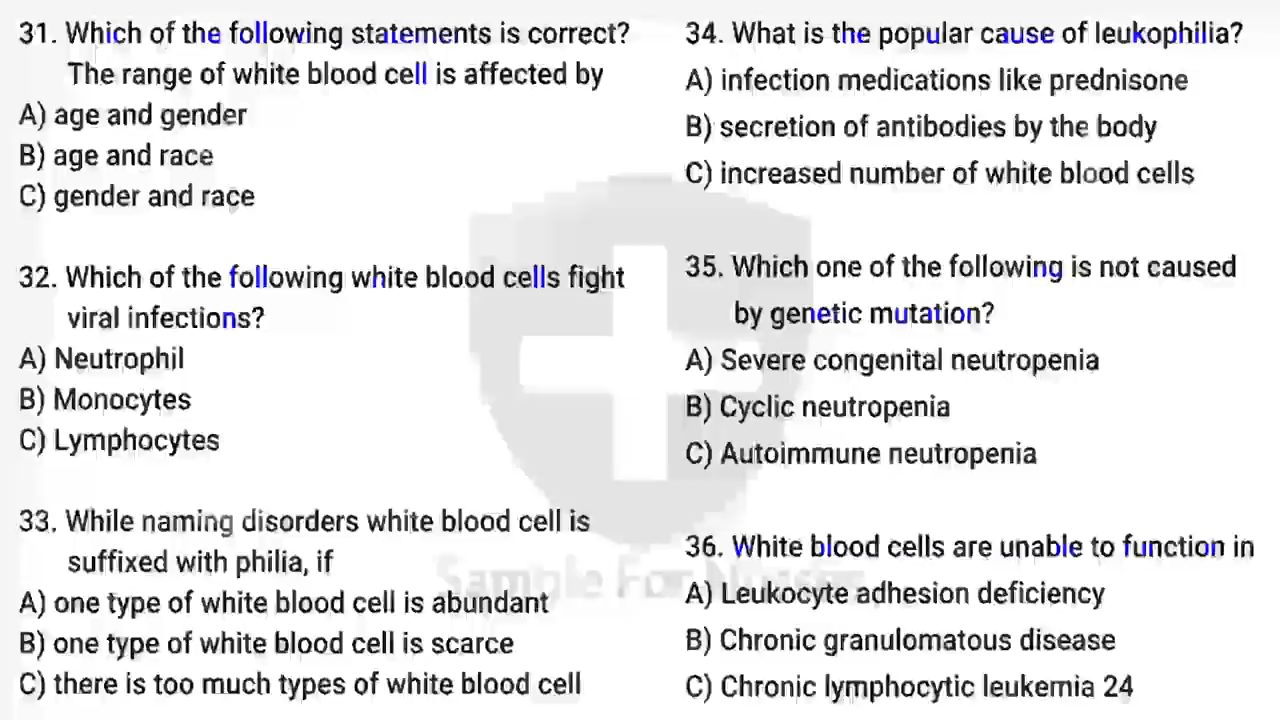 31. Which of the following statements is correct?
The range of white blood cell is affected by
A) age and gender
B) age and race
C) gender and race
32. Which of the following white blood cells fight
viral infections?
A) Neutrophil
B) Monocytes
C) Lymphocytes
33. While naming disorders white blood cell is
suffixed with philia, if
A) one type of white blood cell is abundant
B) one type of white blood cell is scarce
C) there is too much types of white blood cell
34. What is the popular cause of leukophilia?
A) infection medications like prednisone
B) secretion of antibodies by the body
C) increased number of white blood cells
35. Which one of the following is not caused
by genetic mutation?
A) Severe congenital neutropenia
B) Cyclic neutropenia
C) Autoimmune neutropenia
36. White blood cells are unable to function in
A) Leukocyte adhesion deficiency
B) Chronic granulomatous disease
C) Chronic lymphocytic leukemia 24
Sample For